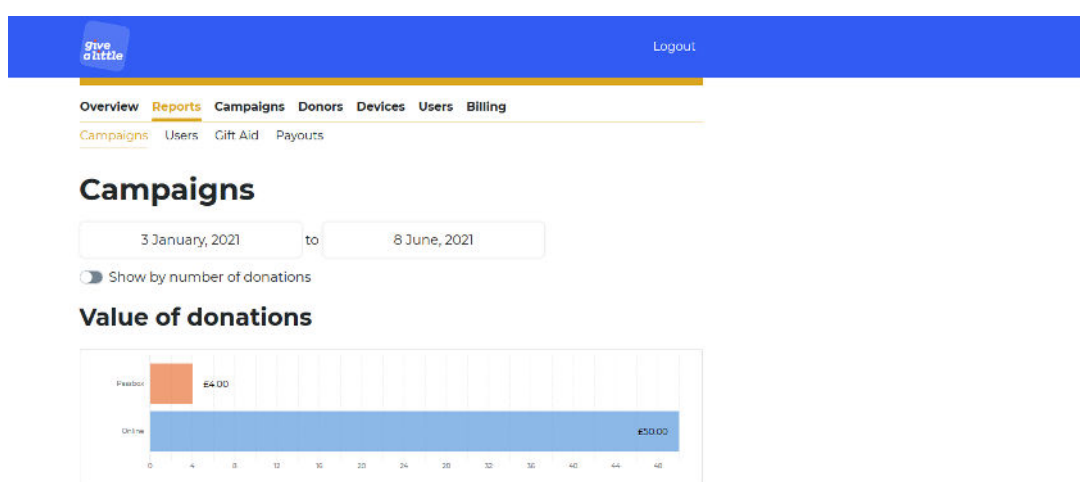 give
a little
Logout
Overview Reports Campaigns Donors Devices Users Billing
Campaigns Users Gift Aid Payouts
Campaigns
3 January, 2021 to 8 June, 2021
Show by number of donations
Value of donations
£4.00
Online
£50.00
0 4 8 12 16 20 24 28 32 36 40 44 48